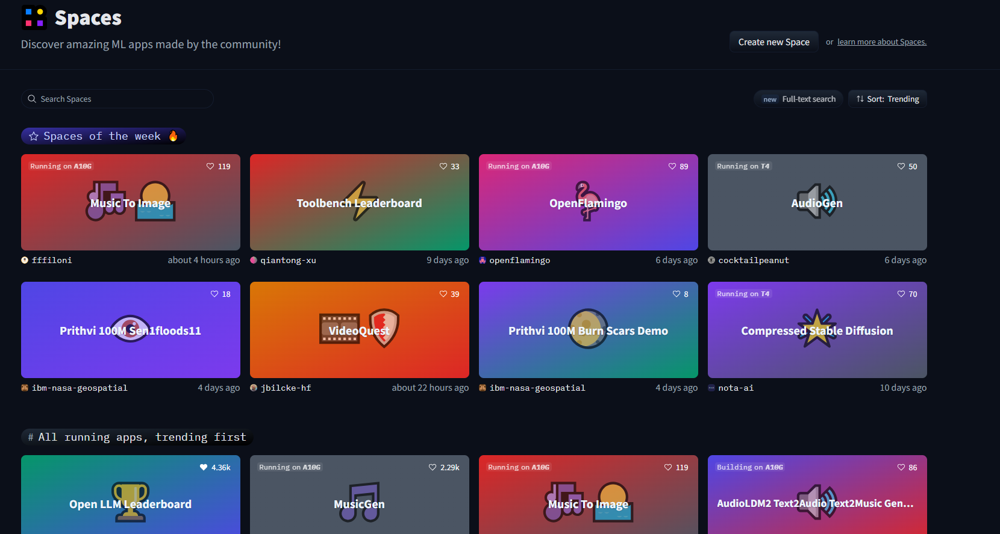 Spaces
Discover amazing ML apps made by the community!
Create new Space or learn more about Spaces.
Search Spaces
new Full-text search
Sort: Trending
Spaces of the week 🔥
Running on A10G
119
Music To Image
fffiloni
about 4 hours ago
33
Toolbench Leaderboard
qiantong-xu
9 days ago
Running on A10G
89
OpenFlamingo
openflamingo
6 days ago
Running on T4
50
AudioGen
cocktailpeanut
6 days ago
18
Prithvi 100M Sen1floods11
ibm-nasa-geospatial
4 days ago
39
VideoQuest
jbilcke-hf
about 22 hours ago
8
Prithvi 100M Burn Scars Demo
ibm-nasa-geospatial
4 days ago
Running on T4
70
Compressed Stable Diffusion
nota-ai
10 days ago
# All running apps, trending first
4.36k
Open LLM Leaderboard
Running on A10G
2.29k
MusicGen
Running on A10G
119
Music To Image
Building on A10G
86
AudioLDM2 Text2Audio Text2Music Gen...